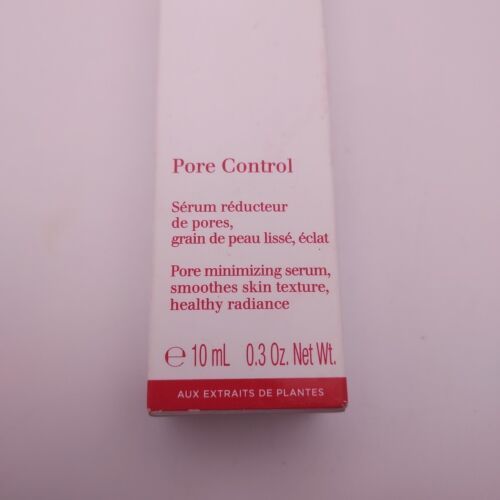 Pore Control
Sérum réducteur
de pores,
grain de peau lissé, éclat
Pore minimizing serum,
smoothes skin texture,
healthy radiance
℮ 10 mL 0.3 Oz. Net Wt.
AUX EXTRAITS DE PLANTES